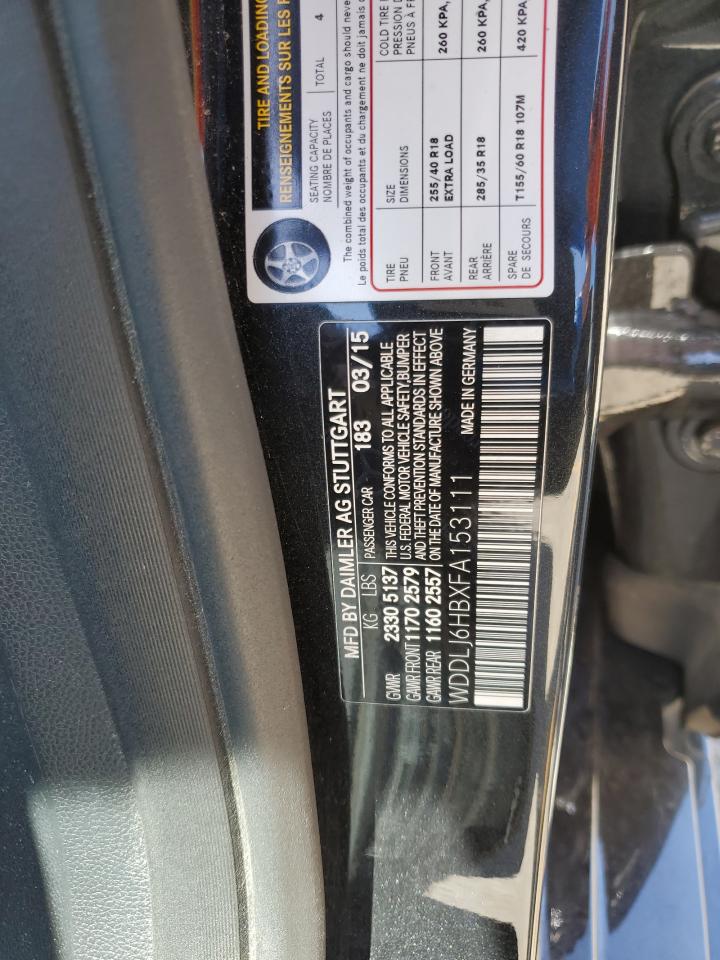 TIRE AND LOADING
RENSEIGNEMENTS SUR LES P
SEATING CAPACITY
NOMBRE DE PLACES
TOTAL 4
The combined weight of occupants and cargo should never
Le poids total des occupants et du chargement ne doit jamais
TIRE
PNEU
SIZE
DIMENSIONS
COLD TIRE
PRESSION D
PNEUS À F
FRONT
AVANT
255/40 R18
EXTRA LOAD
260 KPA,
REAR
ARRIÈRE
285/35 R18
260 KPA,
SPARE
DE SECOURS
T155/60 R18 107M
420 KPA,
MFD BY DAIMLER AG STUTTGART
KG LBS PASSENGER CAR 183 03/15
GVWR 2330 5137
GAWR FRONT 1170 2579
GAWR REAR 1160 2557
THIS VEHICLE CONFORMS TO ALL APPLICABLE
U.S. FEDERAL MOTOR VEHICLE SAFETY, BUMPER
AND THEFT PREVENTION STANDARDS IN EFFECT
ON THE DATE OF MANUFACTURE SHOWN ABOVE
WDDLJ6HBXFA153111 MADE IN GERMANY